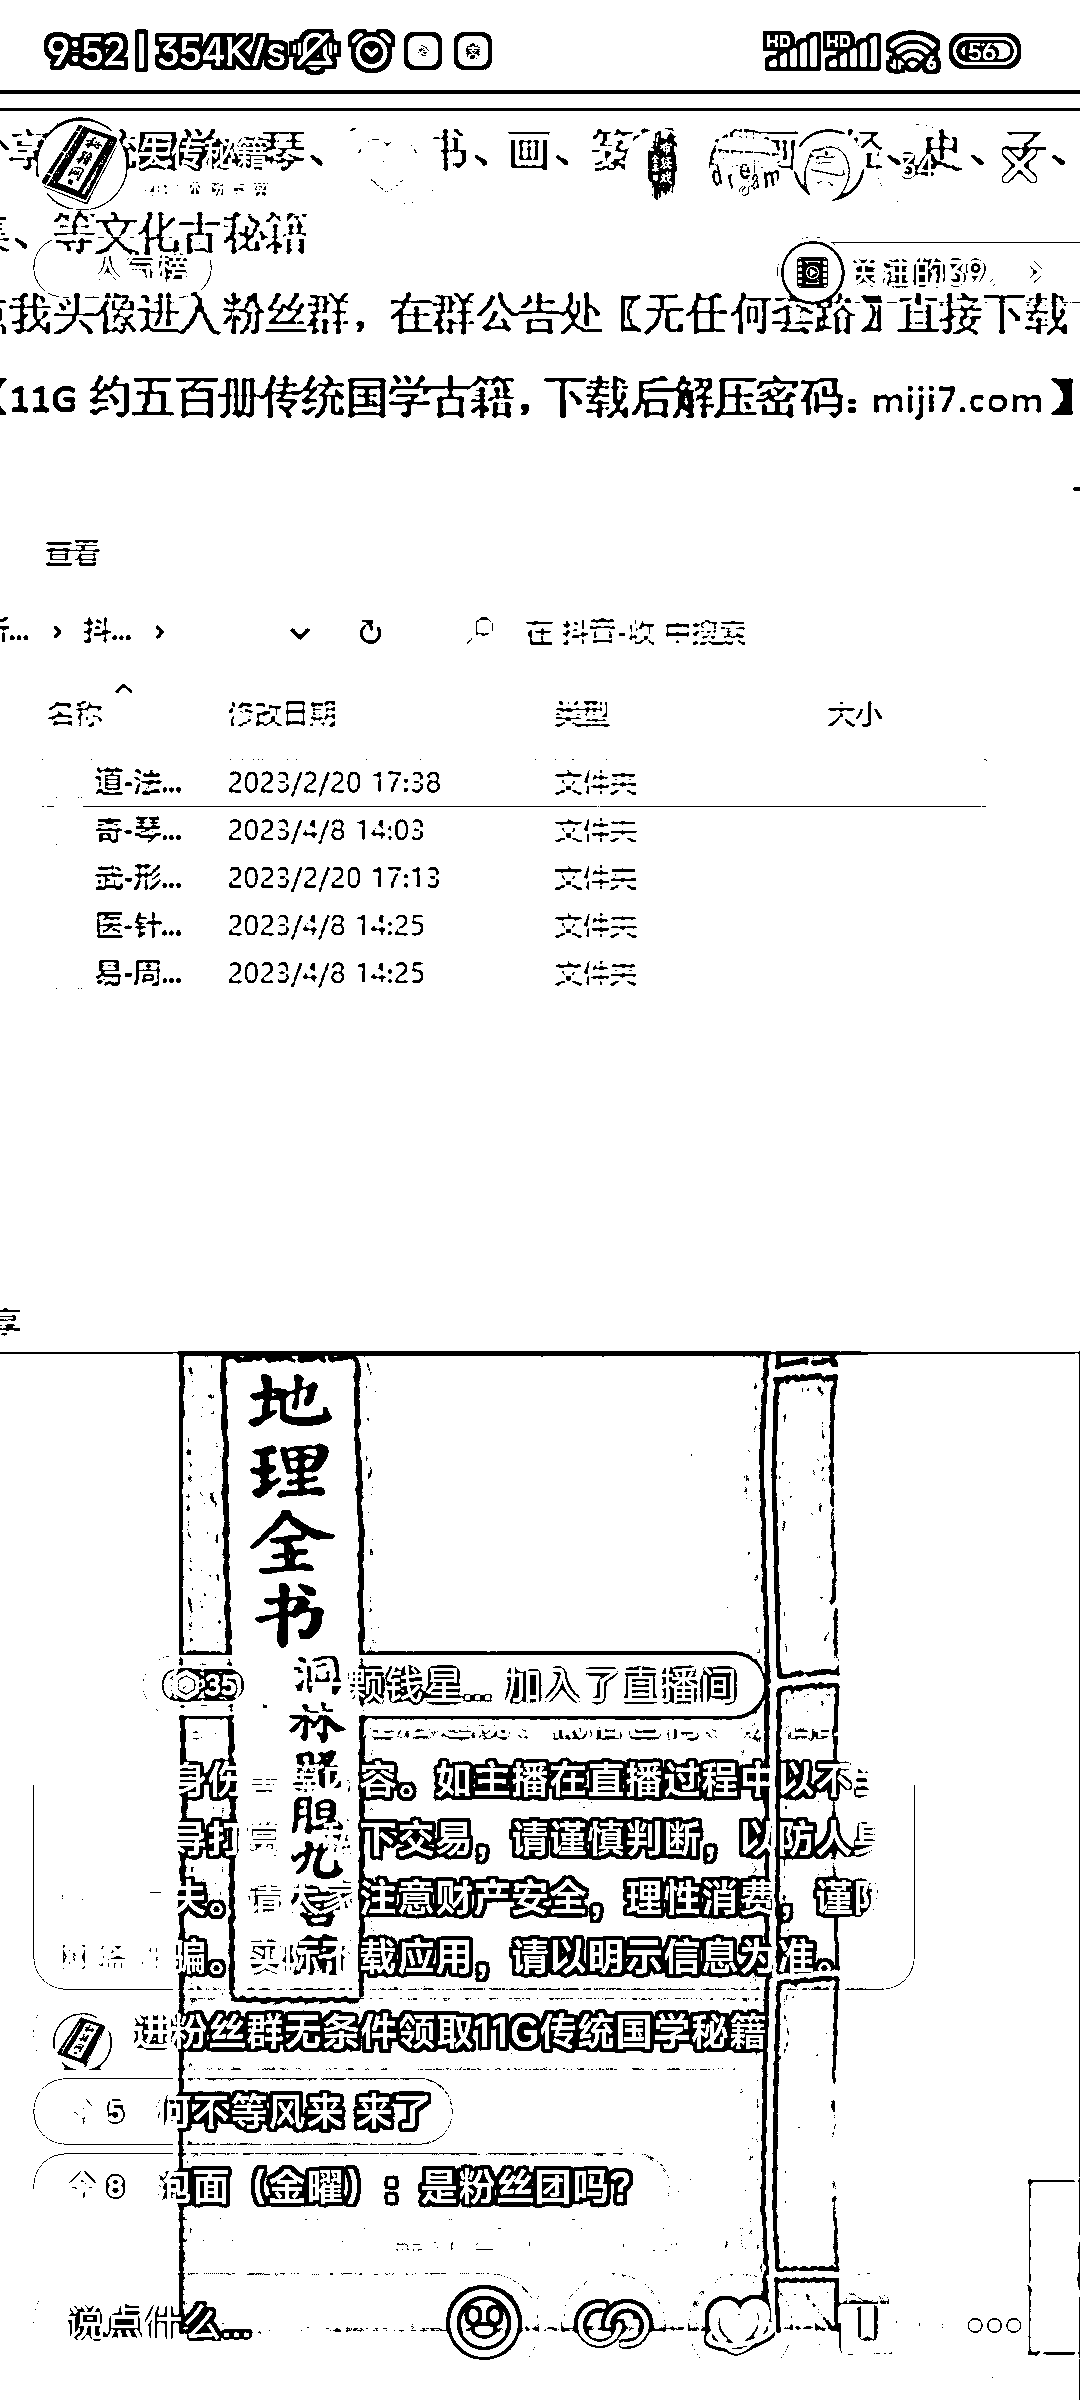 9:52 | 354K/s HD HD 6 56
失传秘籍 琴、 书、画、 史、子、
34
等文化古秘籍
人气榜
关注的39
我头像进入粉丝群，在群公告处〖无任何套路〗直接下载
【11G 约五百册传统国学古籍，下载后解压密码：miji7.com】
查看
抖...
在 抖音-收 中搜索
名称 修改日期 类型 大小
道-法... 2023/2/20 17:38 文件夹
奇-琴... 2023/4/8 14:03 文件夹
武-形... 2023/2/20 17:13 文件夹
医-针... 2023/4/8 14:25 文件夹
易-周... 2023/4/8 14:25 文件夹
享
地理全书
洞林照胆九
35 颗钱星... 加入了直播间
身份 容。如主播在直播过程中以不
导打赏 私下交易，请谨慎判断，以防人身
失。请大家注意财产安全，理性消费，谨防
网络诈骗。实际下载应用，请以明示信息为准。
进粉丝群无条件领取11G传统国学秘籍
5 何不等风来 来了
8 泡面（金曜）：是粉丝团吗？
说点什么...